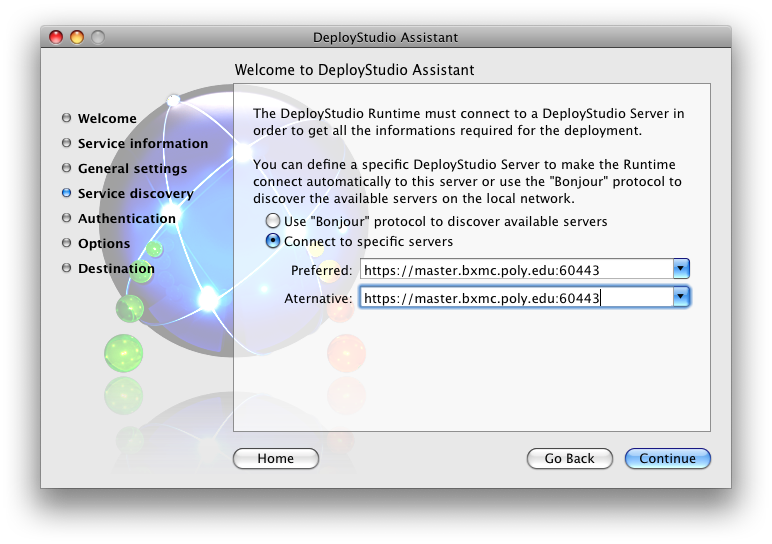 DeployStudio Assistant
Welcome to DeployStudio Assistant
Welcome
Service information
General settings
Service discovery
Authentication
Options
Destination
The DeployStudio Runtime must connect to a DeployStudio Server in
order to get all the informations required for the deployment.
You can define a specific DeployStudio Server to make the Runtime
connect automatically to this server or use the "Bonjour" protocol to
discover the available servers on the local network.
Use "Bonjour" protocol to discover available servers
Connect to specific servers
Preferred: https://master.bxmc.poly.edu:60443
Aternative: https://master.bxmc.poly.edu:60443
Home Go Back Continue